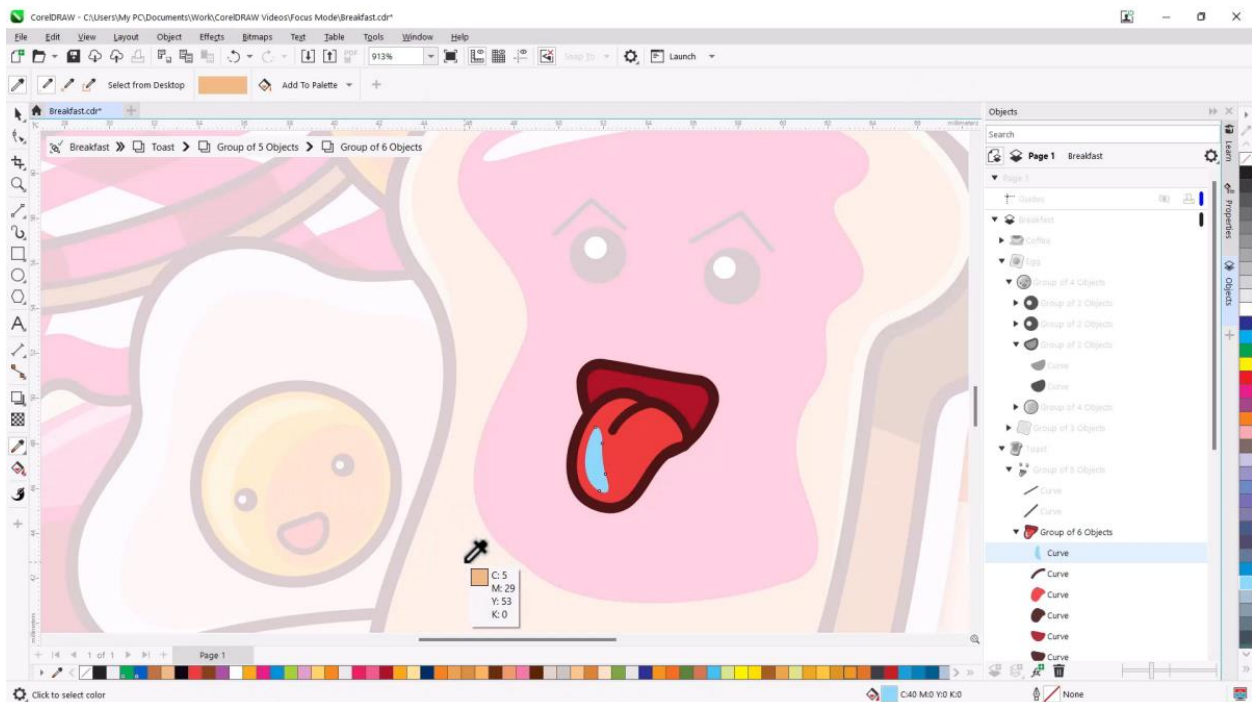 CorelDRAW - C:\Users\My PC\Documents\Work\CorelDRAW Videos\Focus Mode\Breakfast.cdr*
File Edit View Layout Object Effects Bitmaps Text Table Tools Window Help
PDF 913% Snap To Launch
Select from Desktop Add To Palette
Breakfast.cdr*
Objects
millimeters
Search
Breakfast Toast Group of 5 Objects Group of 6 Objects
Page 1 Breakfast
Learn
Properties
Objects
Page 1
Guides
Breakfast
Coffee
Egg
Group of 4 Objects
Group of 2 Objects
Group of 2 Objects
Group of 2 Objects
Curve
Curve
Group of 4 Objects
Group of 3 Objects
Toast
Group of 5 Objects
Curve
Curve
Group of 6 Objects
Curve
Curve
Curve
Curve
Curve
Curve
C: 5
M: 29
Y: 53
K: 0
1 of 1 Page 1
Click to select color
C:40 M:0 Y:0 K:0
None